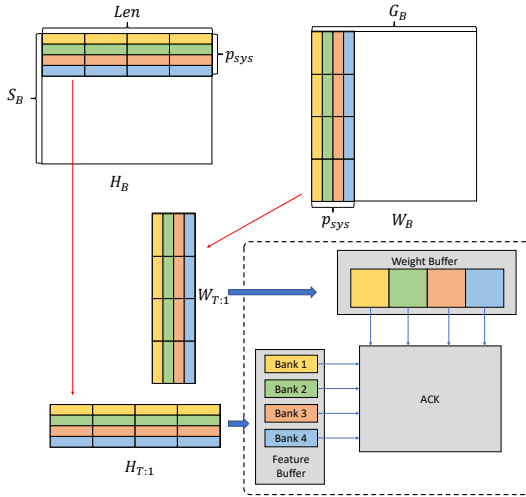 Len
G_B
p_sys
S_B
H_B
p_sys
W_B
W_{T:1}
Weight Buffer
Bank 1
Bank 2
Bank 3
Bank 4
ACK
Feature
Buffer
H_{T:1}